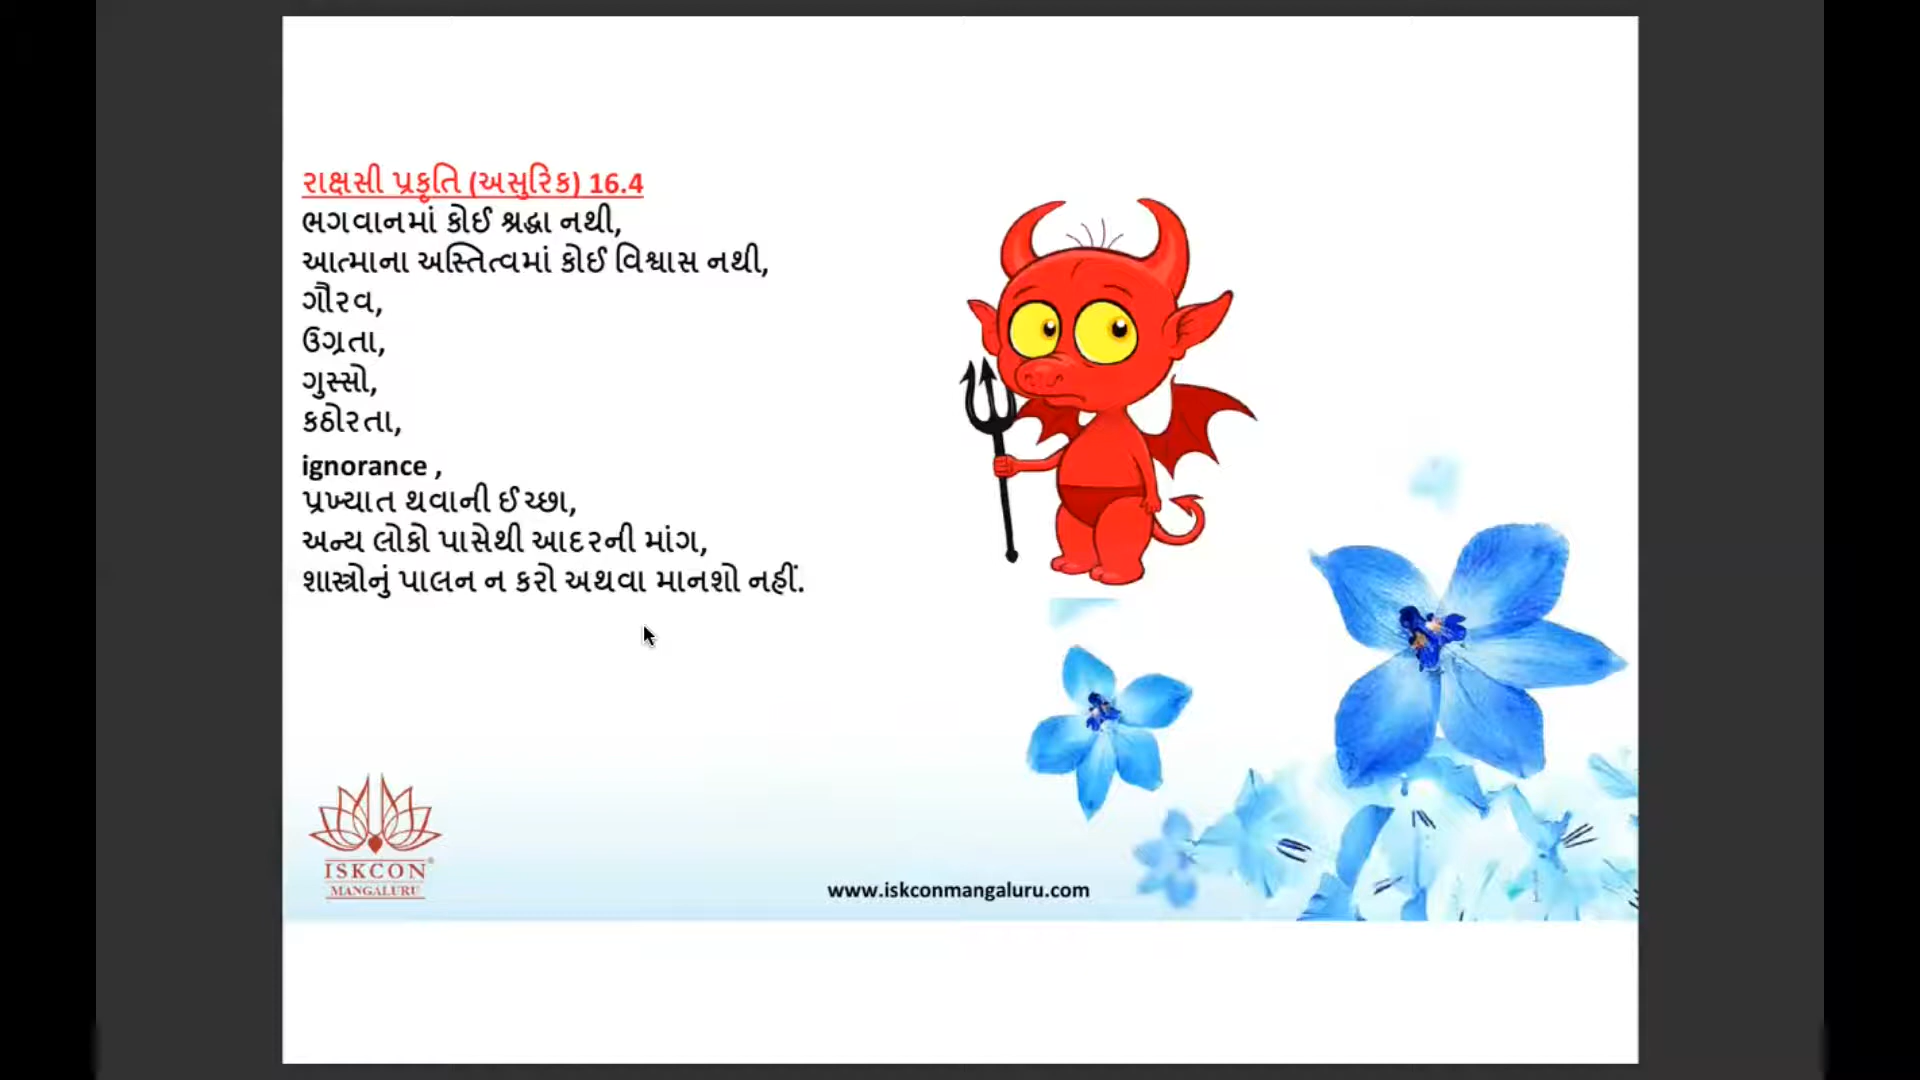 રાક્ષસી પ્રકૃતિ (અસુરિક) 16.4
ભગવાનમાં કોઈ શ્રદ્ધા નથી,
આત્માના અસ્તિત્વમાં કોઈ વિશ્વાસ નથી,
ગૌરવ,
ઉગ્રતા,
ગુસ્સો,
કઠોરતા,
ignorance ,
પ્રખ્યાત થવાની ઈચ્છા,
અન્ય લોકો પાસેથી આદરની માંગ,
શાસ્ત્રોનું પાલન ન કરો અથવા માનશો નહીં.
ISKCON®
MANGALURU
www.iskconmangaluru.com